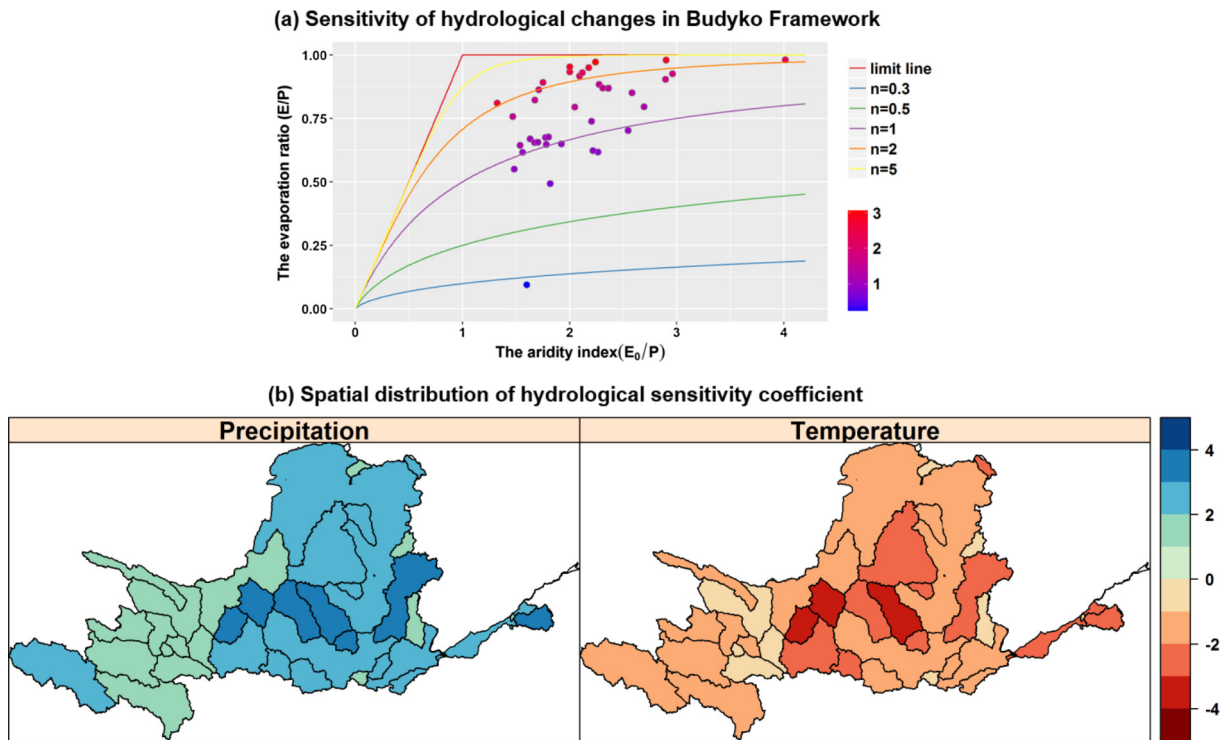 (a) Sensitivity of hydrological changes in Budyko Framework
The evaporation ratio (E/P)
1.00
0.75
0.50
0.25
0.00
0
1
2
3
4
The aridity index(E₀/P)
limit line
n=0.3
n=0.5
n=1
n=2
n=5
3
2
1
(b) Spatial distribution of hydrological sensitivity coefficient
Precipitation
Temperature
4
2
0
-2
-4